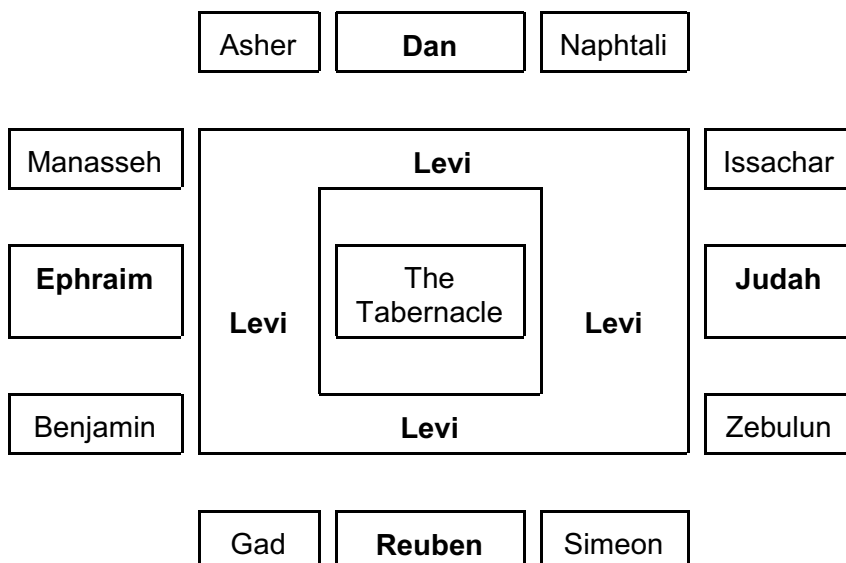 Asher Dan Naphtali
Manasseh Levi Issachar
Ephraim The Judah
Tabernacle
Levi Levi
Benjamin Levi Zebulun
Gad Reuben Simeon